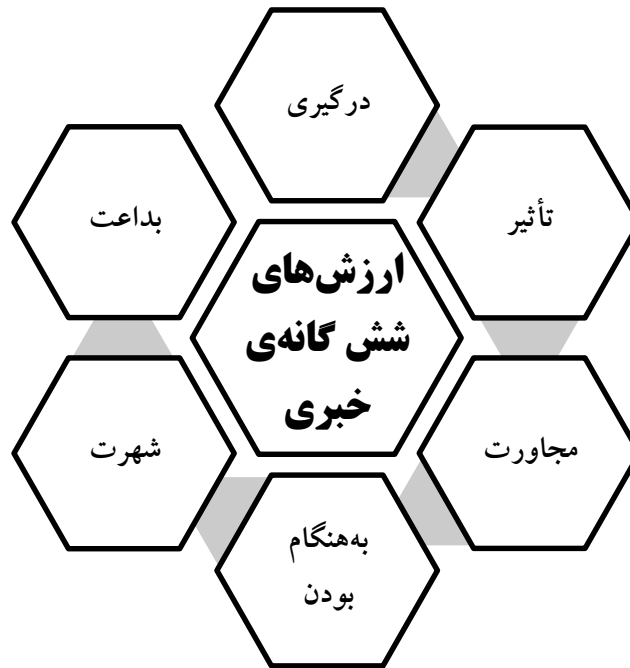 درگیری
تأثیر
مجاورت
به‌هنگام
بودن
شهرت
بداعت
ارزش‌های
شش گانه‌ی
خبری